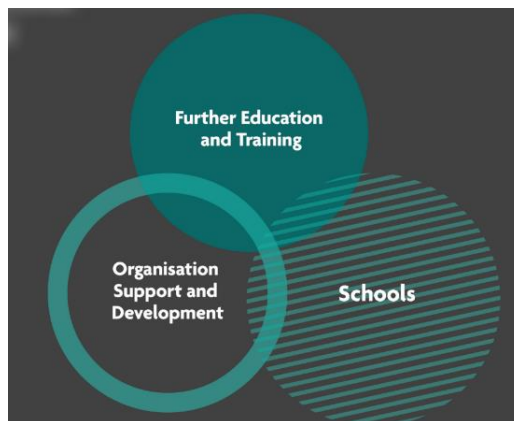 Further Education
and Training
Organisation
Support and
Development
Schools